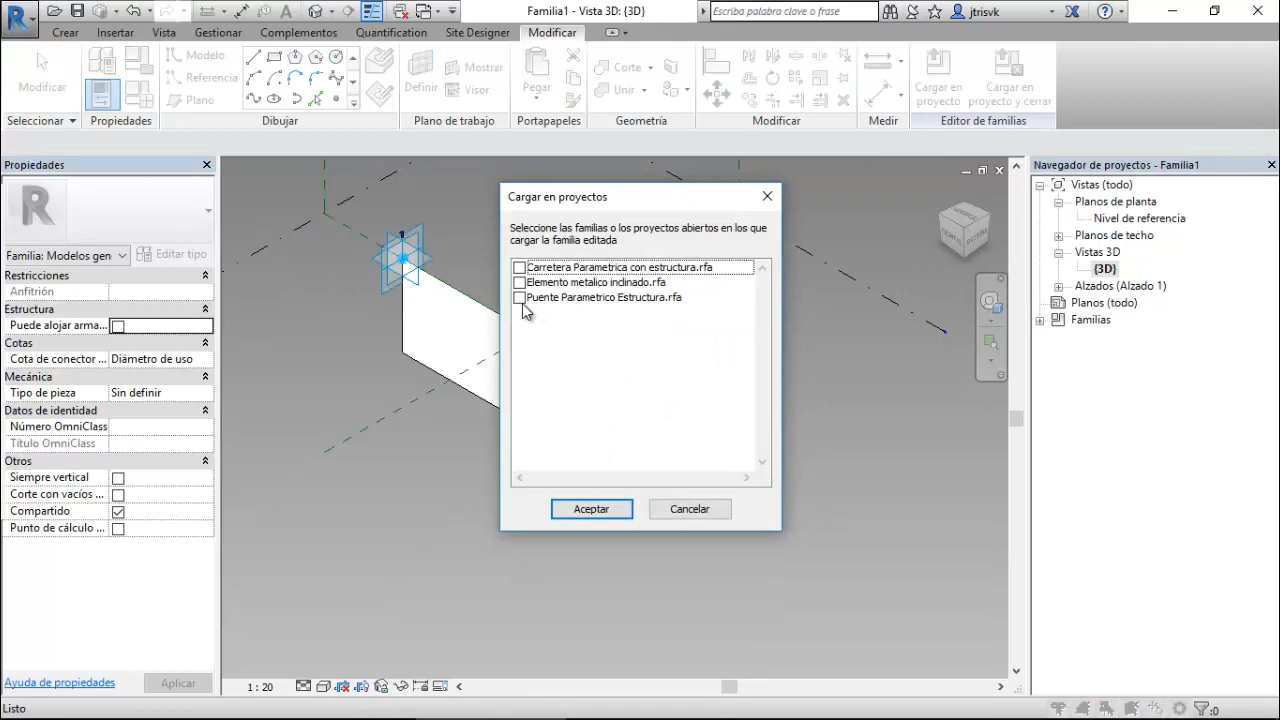 Familia1 - Vista 3D: {3D}
Escriba palabra clave o frase
jtrisvk
Crear
Insertar
Vista
Gestionar
Complementos
Quantification
Site Designer
Modificar
Modificar
Modelo
Referencia
Plano
Definir
Mostrar
Visor
Pegar
Corte
Unir
Cargar en
proyecto
Cargar en
proyecto y cerrar
Seleccionar
Propiedades
Dibujar
Plano de trabajo
Portapapeles
Geometría
Modificar
Medir
Editor de familias
Propiedades
Familia: Modelos gen
Editar tipo
Restricciones
Anfitrión
Estructura
Puede alojar arma...
Cotas
Cota de conector ...
Diámetro de uso
Mecánica
Tipo de pieza
Sin definir
Datos de identidad
Número OmniClass
Título OmniClass
Otros
Siempre vertical
Corte con vacíos ...
Compartido
Punto de cálculo ...
Ayuda de propiedades
Aplicar
Cargar en proyectos
Seleccione las familias o los proyectos abiertos en los que
cargar la familia editada
Carretera Parametrica con estructura.rfa
Elemento metalico inclinado.rfa
Puente Parametrico Estructura.rfa
Aceptar
Cancelar
Navegador de proyectos - Familia1
Vistas (todo)
Planos de planta
Nivel de referencia
Planos de techo
Vistas 3D
{3D}
Alzados (Alzado 1)
Planos (todo)
Familias
1 : 20
Listo
:0